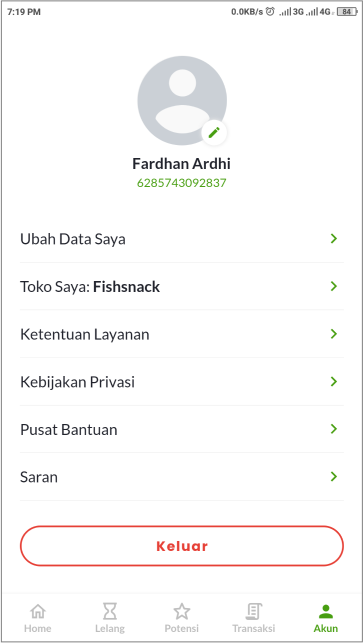 7:19 PM 0.0KB/s 3G 4G 84
Fardhan Ardhi
6285743092837
Ubah Data Saya
Toko Saya: Fishsnack
Ketentuan Layanan
Kebijakan Privasi
Pusat Bantuan
Saran
Keluar
Home Lelang Potensi Transaksi Akun